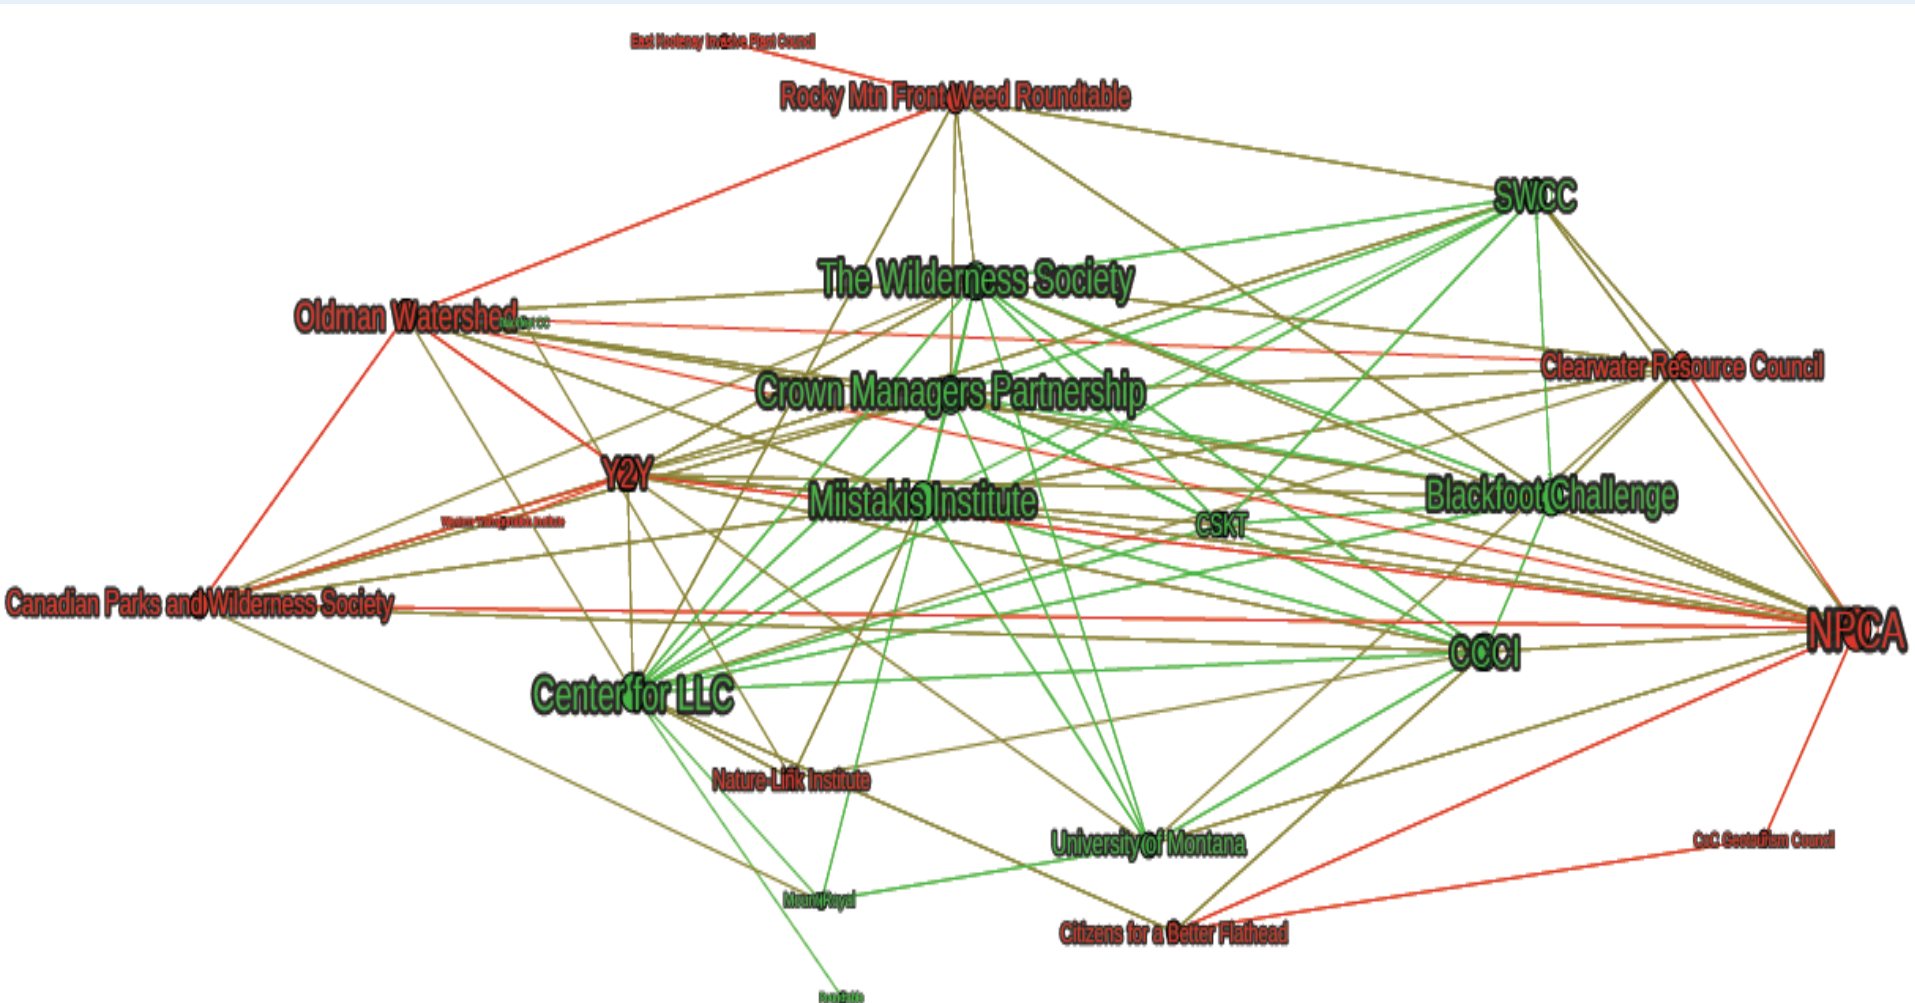 East Kootenay Invasive Plant Council
Rocky Mtn Front Weed Roundtable
SWCC
The Wilderness Society
Oldman Watershed
Clearwater Resource Council
Crown Managers Partnership
Y2Y
Miistakis Institute
Blackfoot Challenge
CSKT
Canadian Parks and Wilderness Society
NPCA
CCCI
Center for LLC
Nature-Link Institute
University of Montana
CoC Geotourism Council
Mount Royal
Citizens for a Better Flathead
Roundtable